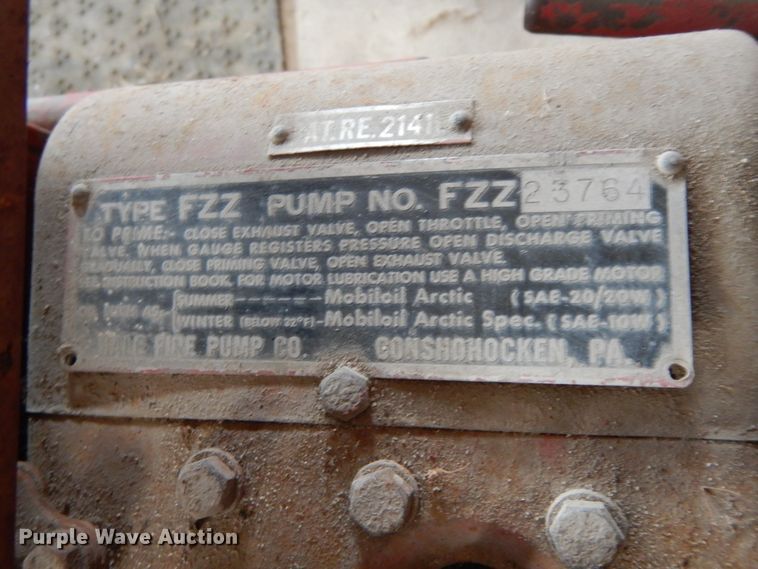 AT.RE.2141
TYPE FZZ PUMP NO. FZZ 23764
TO PRIME:- CLOSE EXHAUST VALVE, OPEN THROTTLE, OPEN PRIMING
VALVE. WHEN GAUGE REGISTERS PRESSURE OPEN DISCHARGE VALVE
GRADUALLY, CLOSE PRIMING VALVE, OPEN EXHAUST VALVE.
INSTRUCTION BOOK. FOR MOTOR LUBRICATION USE A HIGH GRADE MOTOR
SUMMER------Mobiloil Arctic (SAE-20/20W)
WINTER (BELOW 32°F)-Mobiloil Arctic Spec. (SAE-10W)
FIRE PUMP CO. CONSHOHOCKEN, PA.
Purple Wave Auction